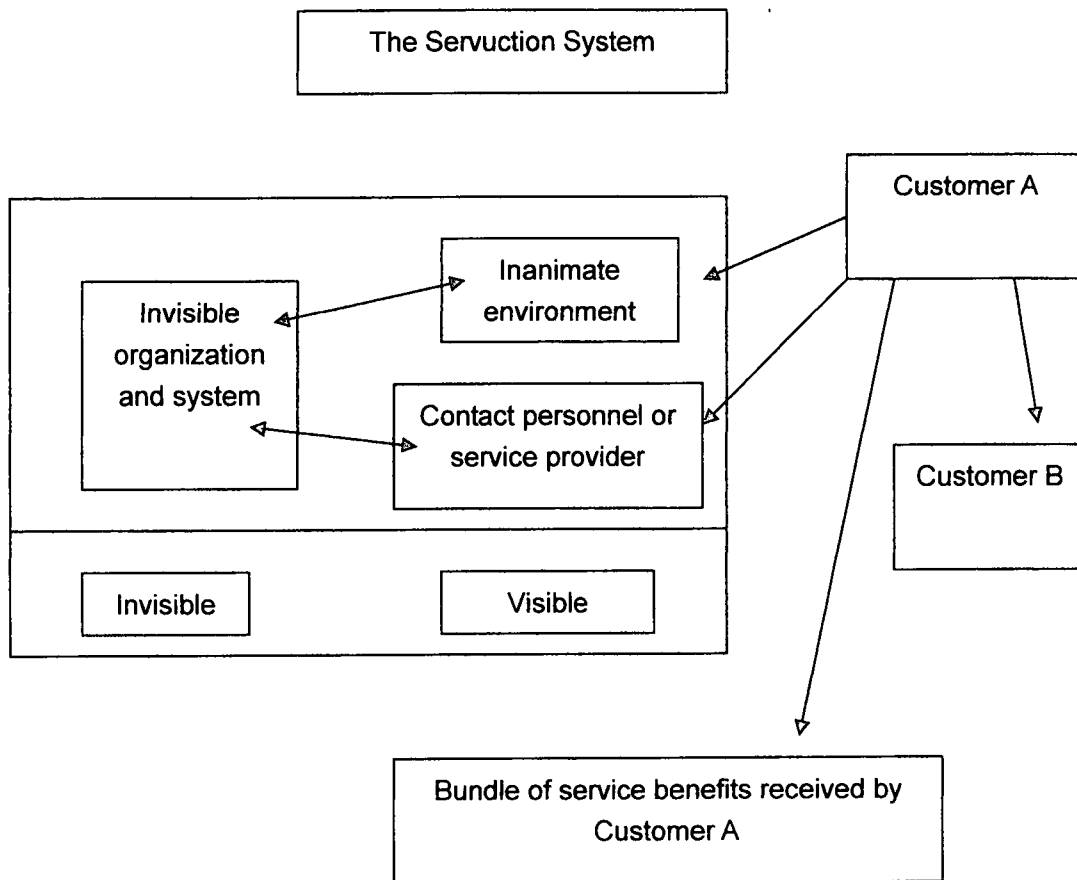 The Servuction System
Customer A
Inanimate
environment
Invisible
organization
and system
Contact personnel or
service provider
Customer B
Invisible
Visible
Bundle of service benefits received by
Customer A